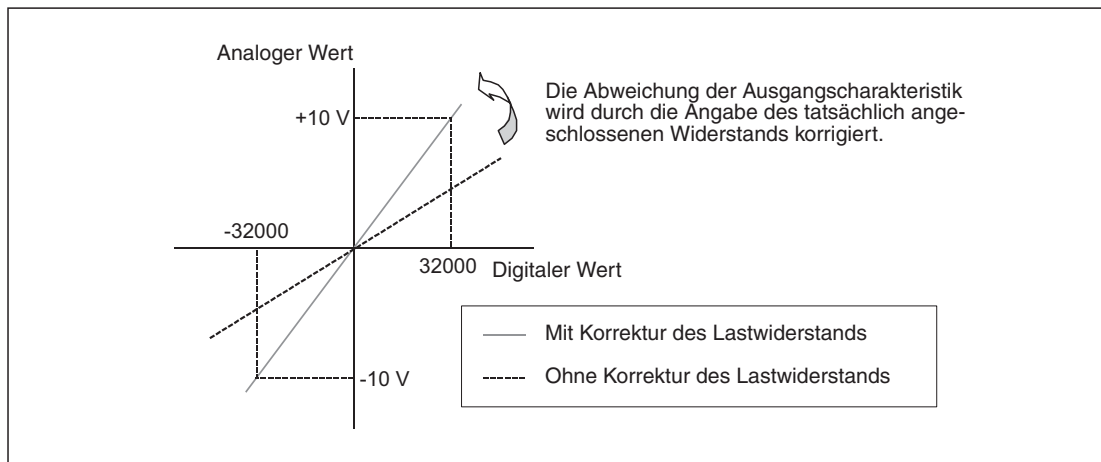 Analoger Wert
Die Abweichung der Ausgangscharakteristik
wird durch die Angabe des tatsächlich ange-
schlossenen Widerstands korrigiert.
+10 V
-32000
32000
Digitaler Wert
Mit Korrektur des Lastwiderstands
-10 V
Ohne Korrektur des Lastwiderstands